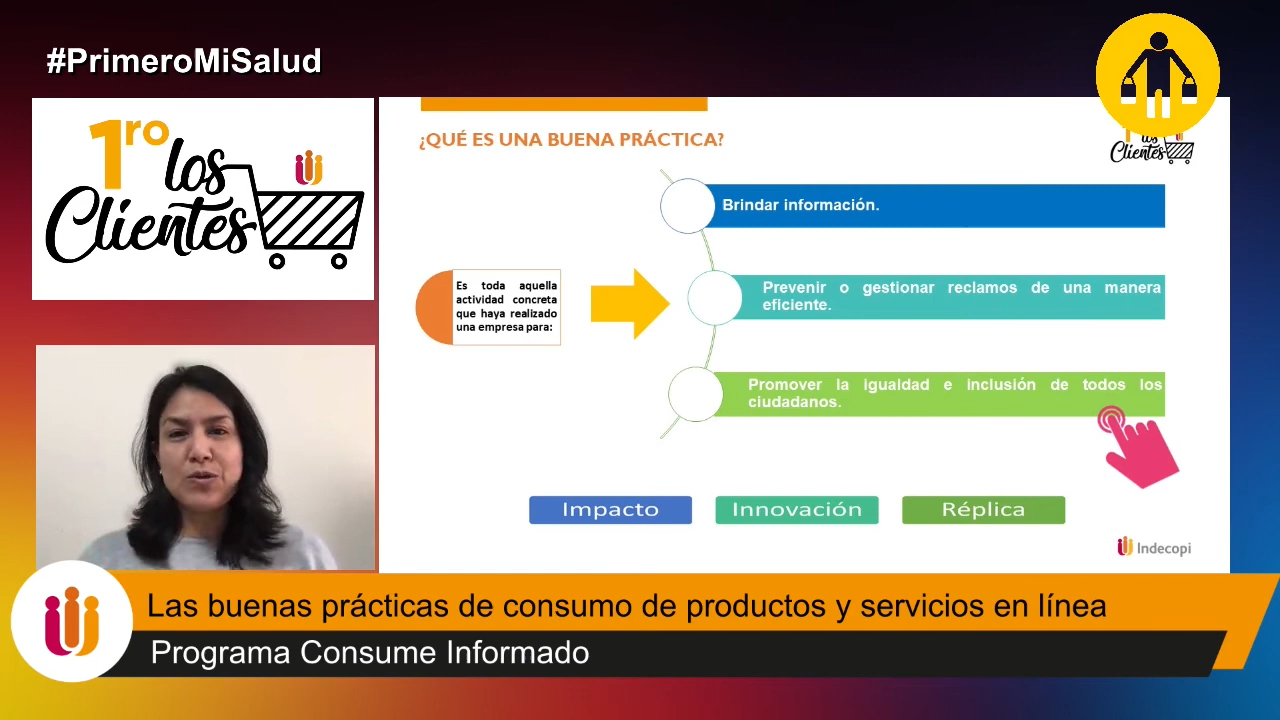 #PrimeroMiSalud
1ro los
Clientes
¿QUÉ ES UNA BUENA PRÁCTICA?
los
Clientes
Brindar información.
Es toda aquella
actividad concreta
que haya realizado
una empresa para:
Prevenir o gestionar reclamos de una manera
eficiente.
Promover la igualdad e inclusión de todos los
ciudadanos.
Impacto
Innovación
Réplica
Indecopi
Las buenas prácticas de consumo de productos y servicios en línea
Programa Consume Informado